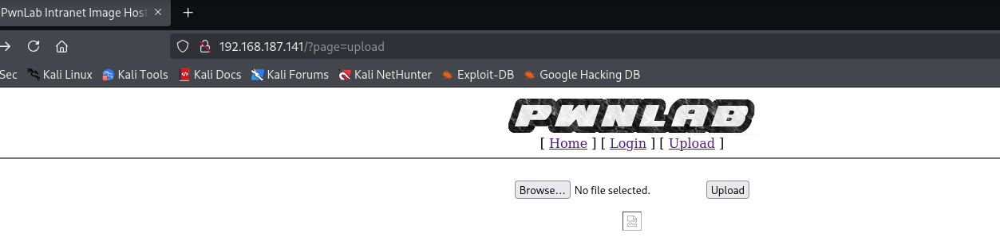 PwnLab Intranet Image Host
192.168.187.141/?page=upload
Sec Kali Linux Kali Tools Kali Docs Kali Forums Kali NetHunter Exploit-DB Google Hacking DB
PWNLAB
[ Home ] [ Login ] [ Upload ]
Browse... No file selected. Upload